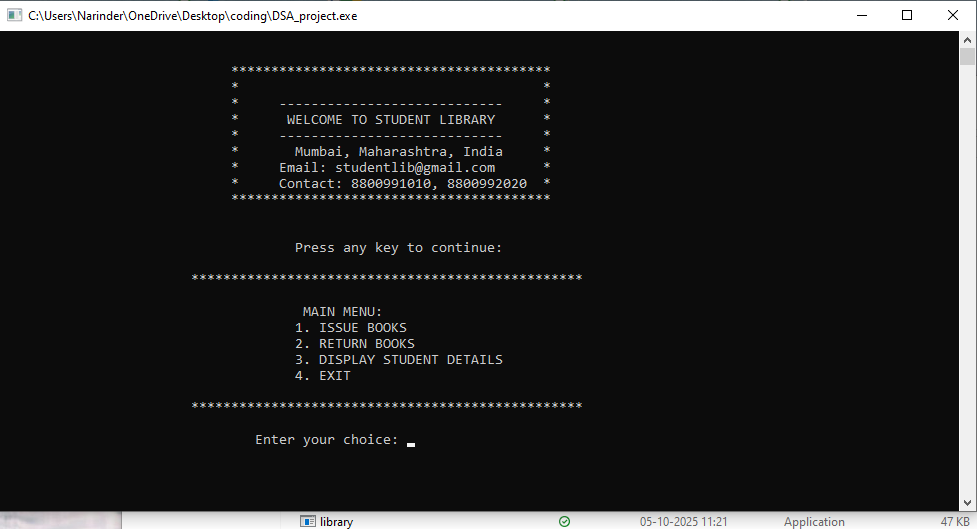 C:\Users\Narinder\OneDrive\Desktop\coding\DSA_project.exe
****************************************
* *
* ---------------------------- *
* WELCOME TO STUDENT LIBRARY *
* ---------------------------- *
* Mumbai, Maharashtra, India *
* Email: studentlib@gmail.com *
* Contact: 8800991010, 8800992020 *
****************************************
Press any key to continue:
*************************************************
MAIN MENU:
1. ISSUE BOOKS
2. RETURN BOOKS
3. DISPLAY STUDENT DETAILS
4. EXIT
*************************************************
Enter your choice:
library 05-10-2025 11:21 Application 47 KB